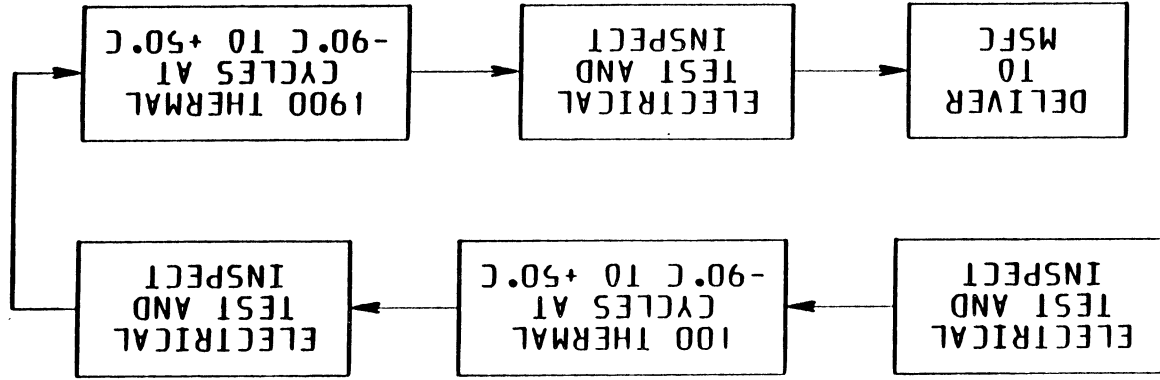 ELECTRICAL
TEST AND
INSPECT
100 THERMAL
CYCLES AT
-90°C TO +50°C
ELECTRICAL
TEST AND
INSPECT
1900 THERMAL
CYCLES AT
-90°C TO +50°C
ELECTRICAL
TEST AND
INSPECT
DELIVER
TO
MSFC